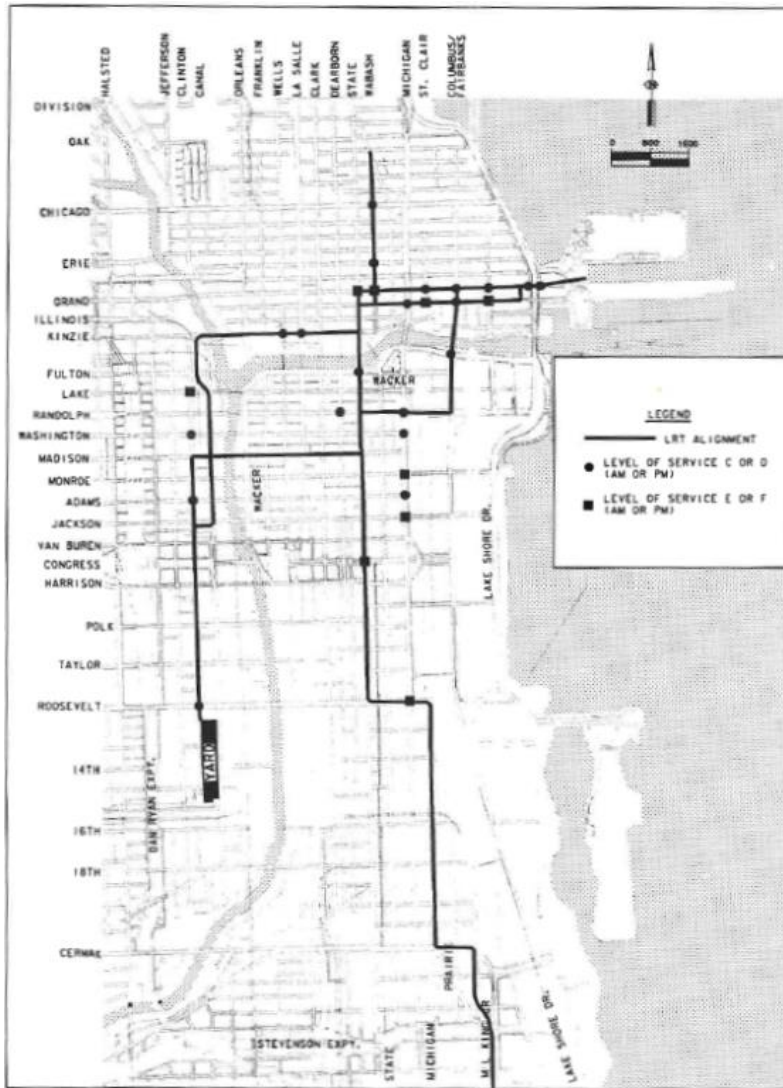 HALSTED
JEFFERSON
CLINTON
CANAL
ORLEANS
FRANKLIN
WELLS
LA SALLE
CLARK
DEARBORN
STATE
WABASH
MICHIGAN
ST. CLAIR
COLUMBUS/
FAIRBANKS
DIVISION
OAK
0 800 1600
CHICAGO
ERIE
GRAND
ILLINOIS
KINZIE
FULTON
WACKER
LAKE
RANDOLPH
WASHINGTON
MADISON
MONROE
ADAMS
JACKSON
VAN BUREN
CONGRESS
HARRISON
WACKER
LAKE SHORE DR.
LEGEND
LRT ALIGNMENT
LEVEL OF SERVICE C OR D
(AM OR PM)
LEVEL OF SERVICE E OR F
(AM OR PM)
POLK
TAYLOR
ROOSEVELT
YARD
14TH
DAN RYAN EXPY.
16TH
18TH
CERMAK
PRAIRIE
STEVENSON EXPY.
STATE
MICHIGAN
M L KING DR
LAKE SHORE DR.